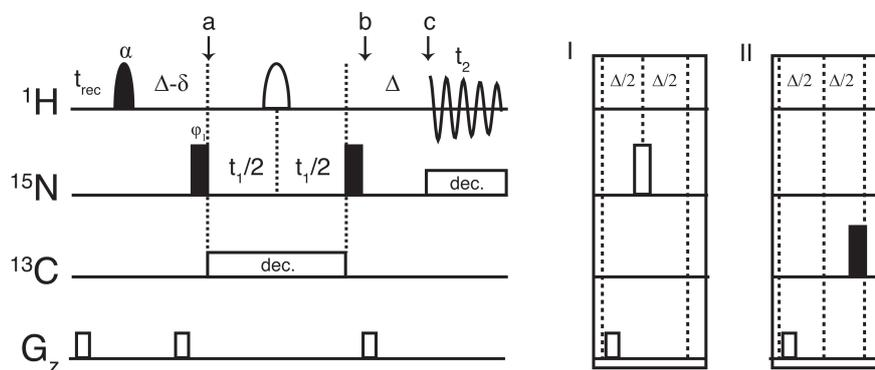 a b c I II
α t₂
t_rec Δ-δ Δ Δ/2 Δ/2 Δ/2 Δ/2
¹H
φ₁
t₁/2 t₁/2
¹⁵N dec.
¹³C dec.
G_z